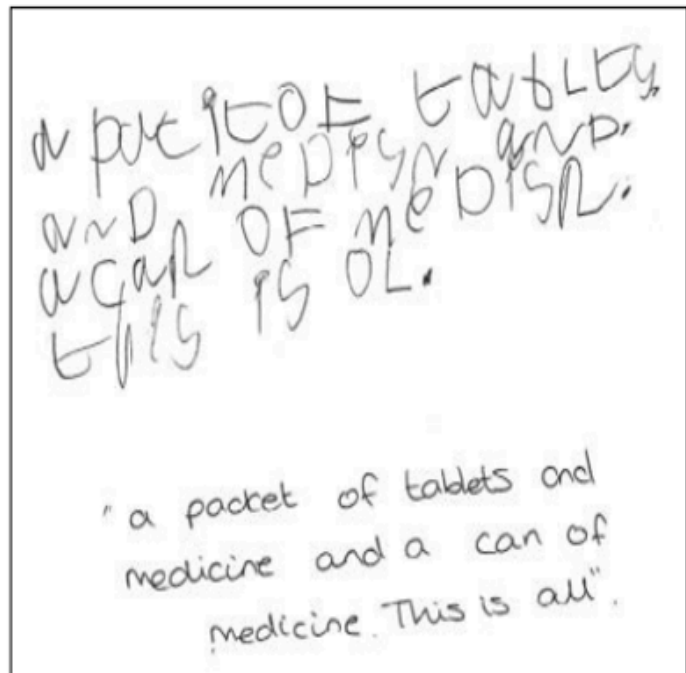 a pacitOF tabLts.
anD meDisn anD.
a can OF meDisn.
this is OL.
"a packet of tablets and
medicine and a can of
medicine. This is all".